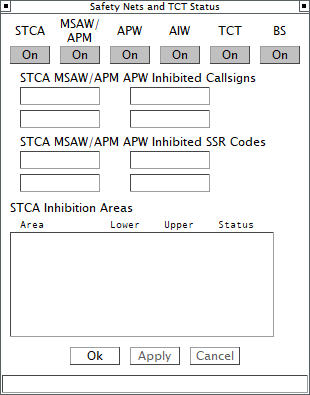 Safety Nets and TCT Status
STCA MSAW/APM APW AIW TCT BS
On On On On On On
STCA MSAW/APM APW Inhibited Callsigns
STCA MSAW/APM APW Inhibited SSR Codes
STCA Inhibition Areas
Area Lower Upper Status
Ok Apply Cancel